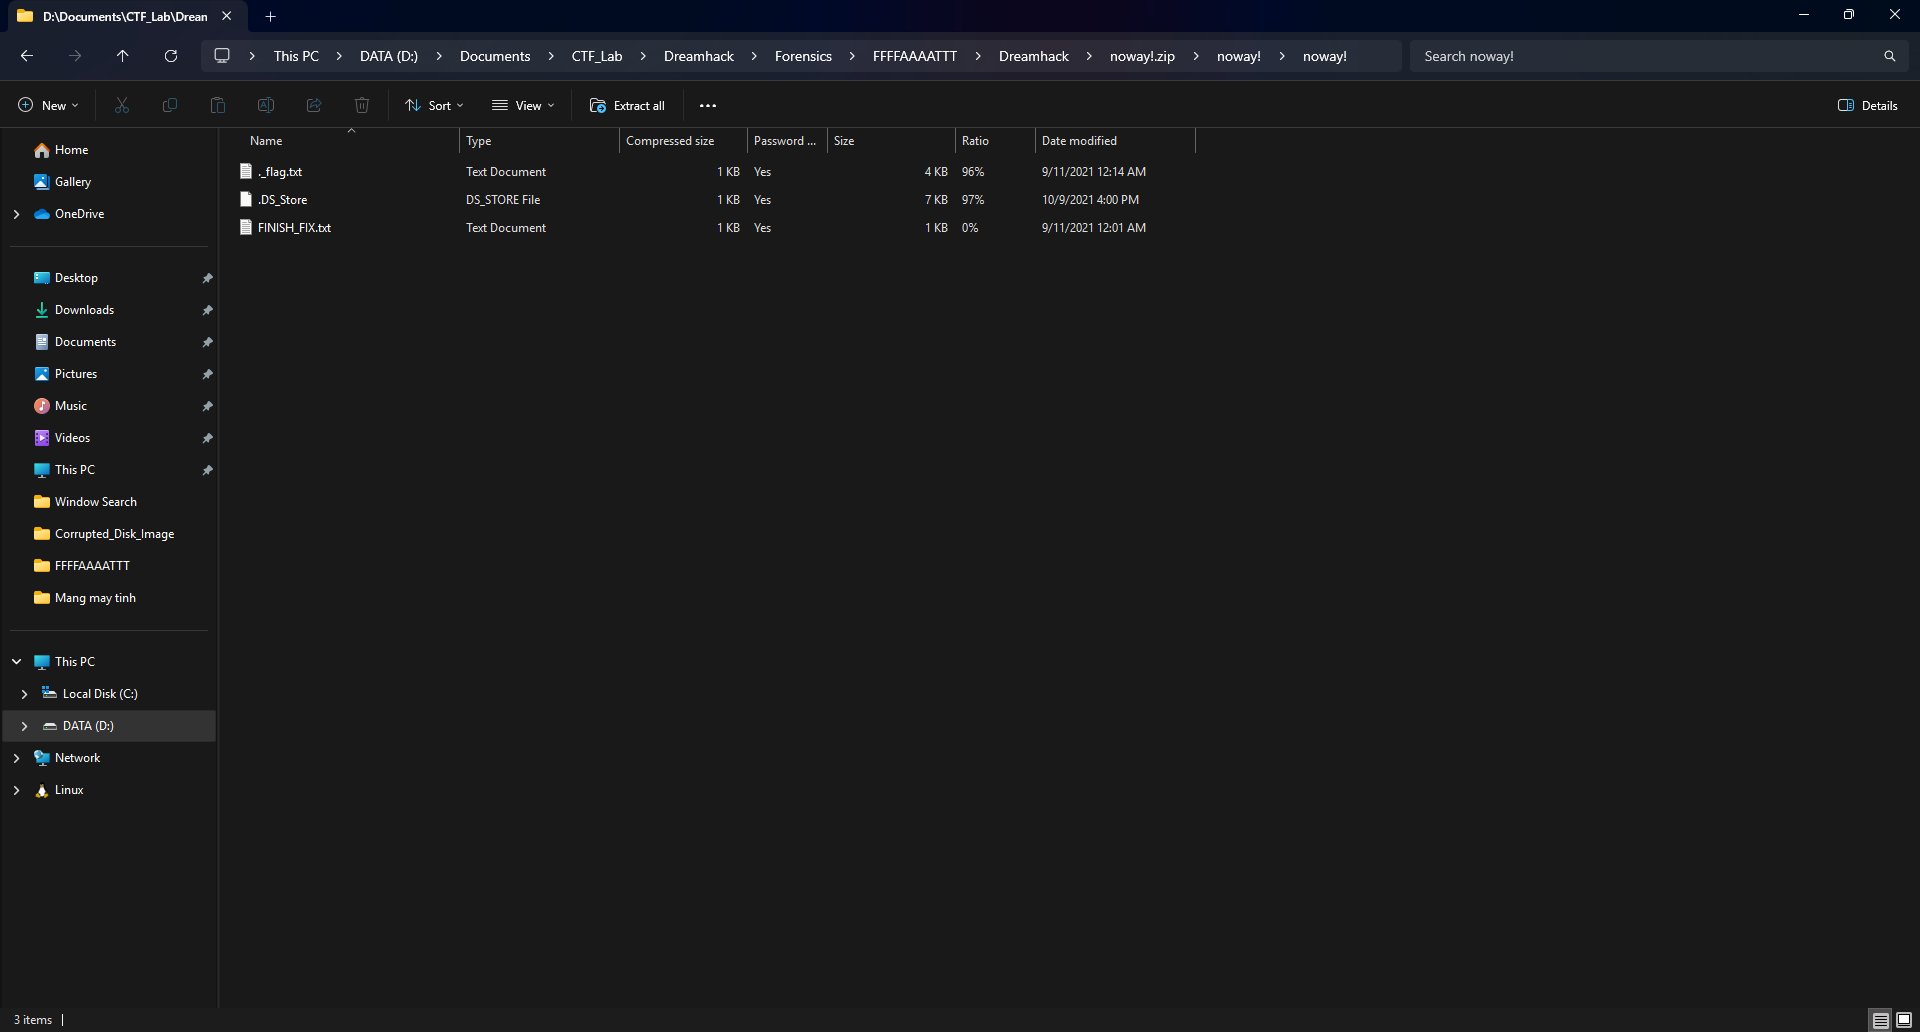 D:\Documents\CTF_Lab\Drean
This PC > DATA (D:) > Documents > CTF_Lab > Dreamhack > Forensics > FFFFAAAATTT > Dreamhack > noway!.zip > noway! > noway!
Search noway!
New Sort View Extract all ... Details
Name Type Compressed size Password ... Size Ratio Date modified
._flag.txt Text Document 1 KB Yes 4 KB 96% 9/11/2021 12:14 AM
.DS_Store DS_STORE File 1 KB Yes 7 KB 97% 10/9/2021 4:00 PM
FINISH_FIX.txt Text Document 1 KB Yes 1 KB 0% 9/11/2021 12:01 AM
Home
Gallery
OneDrive
Desktop
Downloads
Documents
Pictures
Music
Videos
This PC
Window Search
Corrupted_Disk_Image
FFFFAAAATTT
Mang may tinh
This PC
Local Disk (C:)
DATA (D:)
Network
Linux
3 items